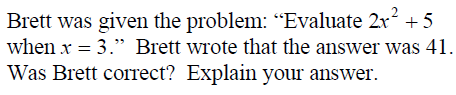 Brett was given the problem: “Evaluate 2x² + 5
when x = 3.” Brett wrote that the answer was 41.
Was Brett correct? Explain your answer.